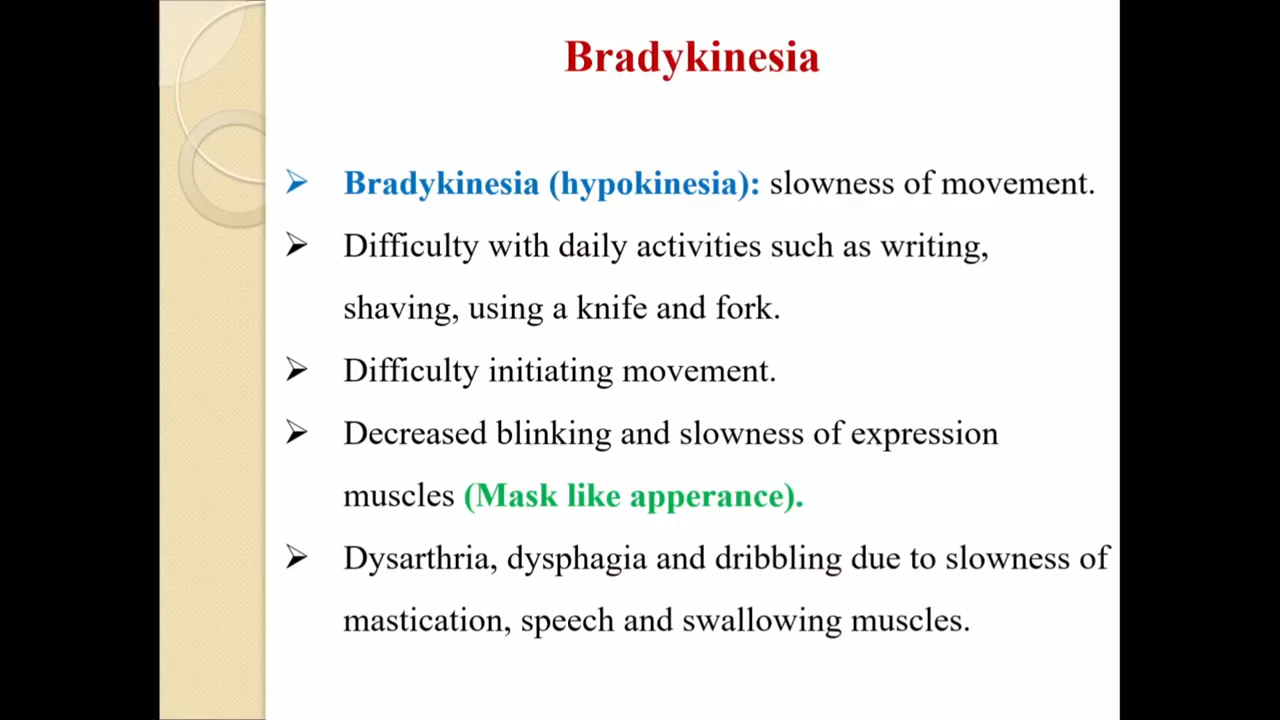 Bradykinesia
➢ Bradykinesia (hypokinesia): slowness of movement.
➢ Difficulty with daily activities such as writing,
shaving, using a knife and fork.
➢ Difficulty initiating movement.
➢ Decreased blinking and slowness of expression
muscles (Mask like apperance).
➢ Dysarthria, dysphagia and dribbling due to slowness of
mastication, speech and swallowing muscles.